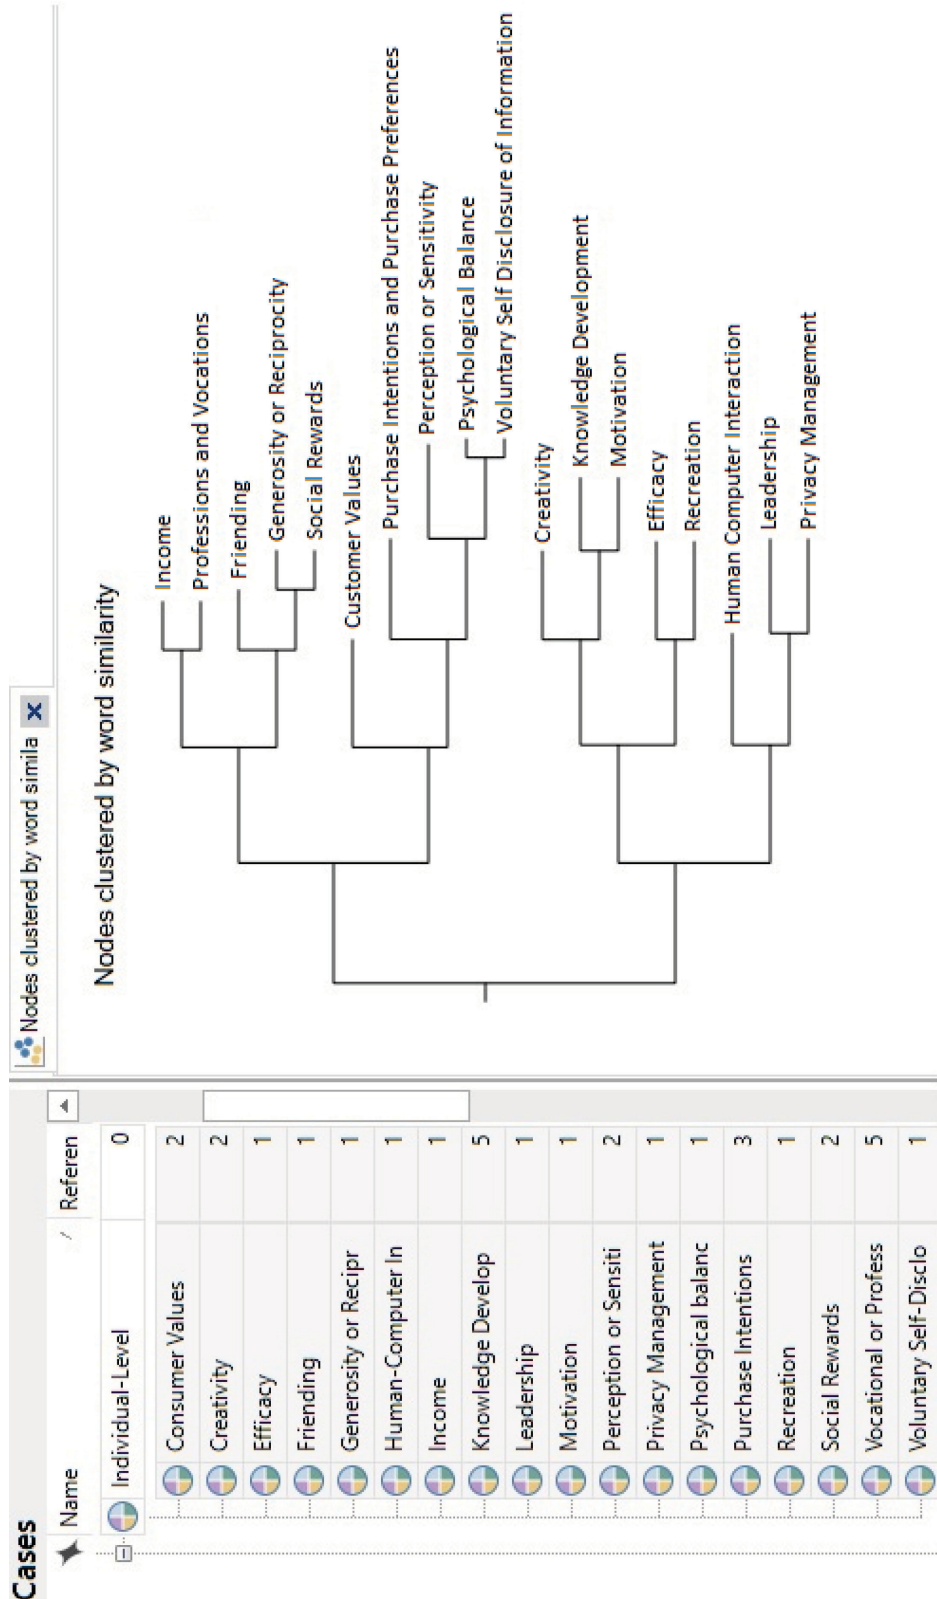 Cases
Name / Referen
Individual-Level 0
Consumer Values 2
Creativity 2
Efficacy 1
Friending 1
Generosity or Recipr 1
Human-Computer In 1
Income 1
Knowledge Develop 5
Leadership 1
Motivation 1
Perception or Sensiti 2
Privacy Management 1
Psychological balanc 1
Purchase Intentions 3
Recreation 1
Social Rewards 2
Vocational or Profess 5
Voluntary Self-Disclo 1
Nodes clustered by word simila x
Nodes clustered by word similarity
Income
Professions and Vocations
Friending
Generosity or Reciprocity
Social Rewards
Customer Values
Purchase Intentions and Purchase Preferences
Perception or Sensitivity
Psychological Balance
Voluntary Self Disclosure of Information
Creativity
Knowledge Development
Motivation
Efficacy
Recreation
Human Computer Interaction
Leadership
Privacy Management